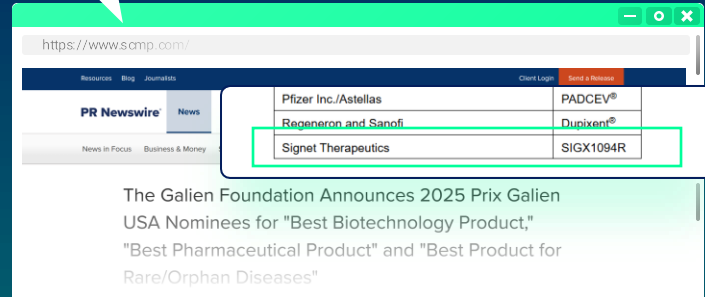 https://www.scmp.com/
Resources Blog Journalists Client Login Send a Release
PR Newswire® News
News in Focus Business & Money
Pfizer Inc./Astellas PADCEV®
Regeneron and Sanofi Dupixent®
Signet Therapeutics SIGX1094R
The Galien Foundation Announces 2025 Prix Galien
USA Nominees for "Best Biotechnology Product,"
"Best Pharmaceutical Product" and "Best Product for
Rare/Orphan Diseases"